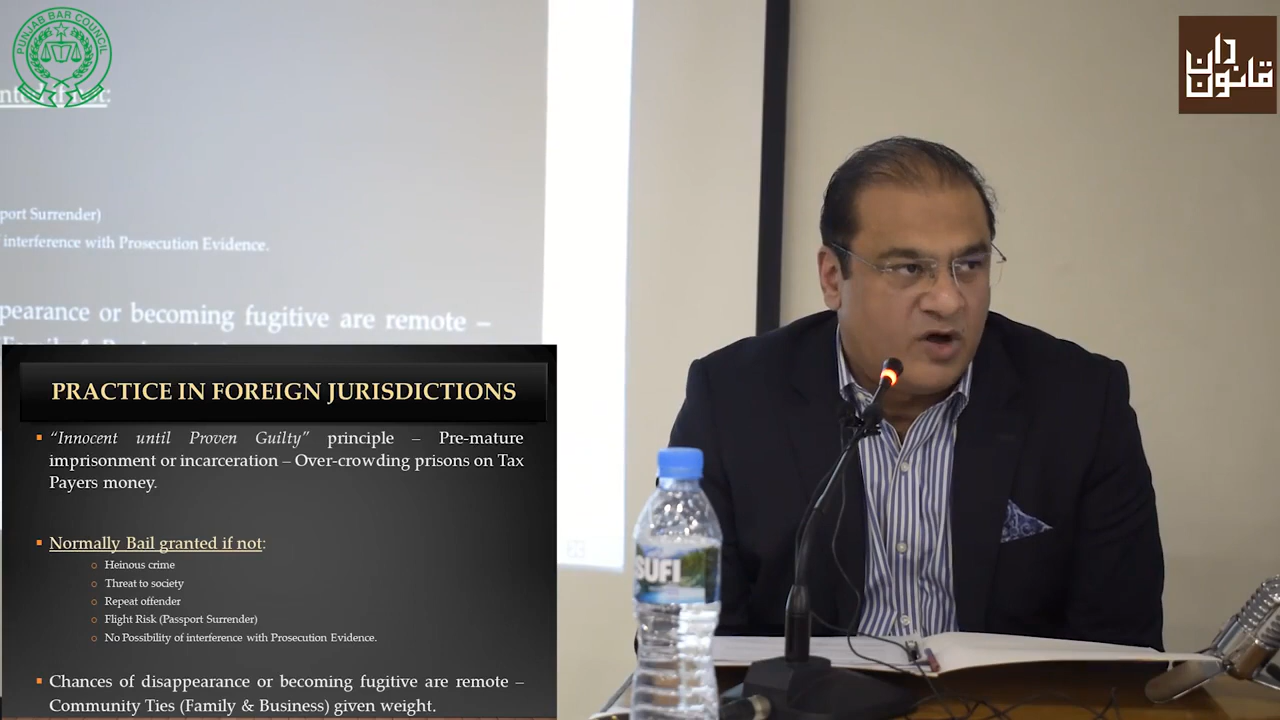 PUNJAB BAR COUNCIL
قانون دان
port Surrender)
interference with Prosecution Evidence.
pearance or becoming fugitive are remote –
PRACTICE IN FOREIGN JURISDICTIONS
“Innocent until Proven Guilty” principle – Pre-mature
imprisonment or incarceration – Over-crowding prisons on Tax
Payers money.
Normally Bail granted if not:
Heinous crime
Threat to society
Repeat offender
Flight Risk (Passport Surrender)
No Possibility of interference with Prosecution Evidence.
Chances of disappearance or becoming fugitive are remote –
Community Ties (Family & Business) given weight.
SUFI